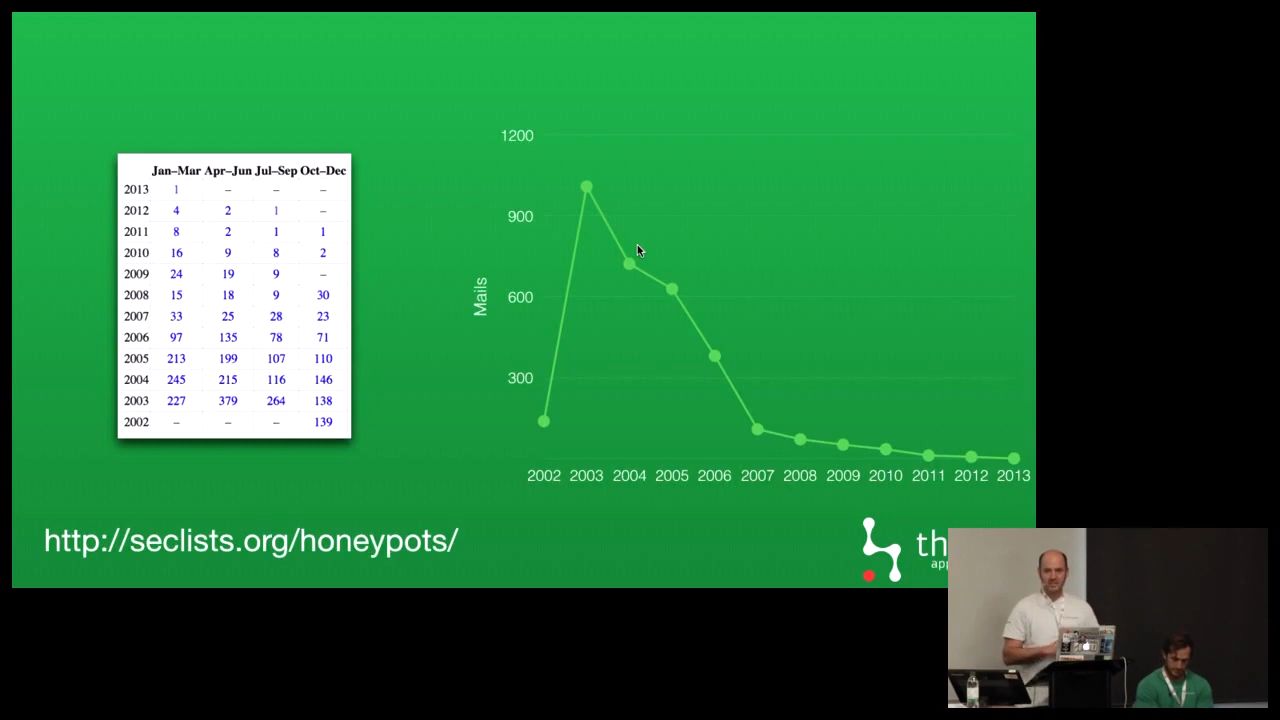 Jan–Mar Apr–Jun Jul–Sep Oct–Dec
2013 1 – – –
2012 4 2 1 –
2011 8 2 1 1
2010 16 9 8 2
2009 24 19 9 –
2008 15 18 9 30
2007 33 25 28 23
2006 97 135 78 71
2005 213 199 107 110
2004 245 215 116 146
2003 227 379 264 138
2002 – – – 139
1200
900
600
300
Mails
2002 2003 2004 2005 2006 2007 2008 2009 2010 2011 2012 2013
http://seclists.org/honeypots/
th
app